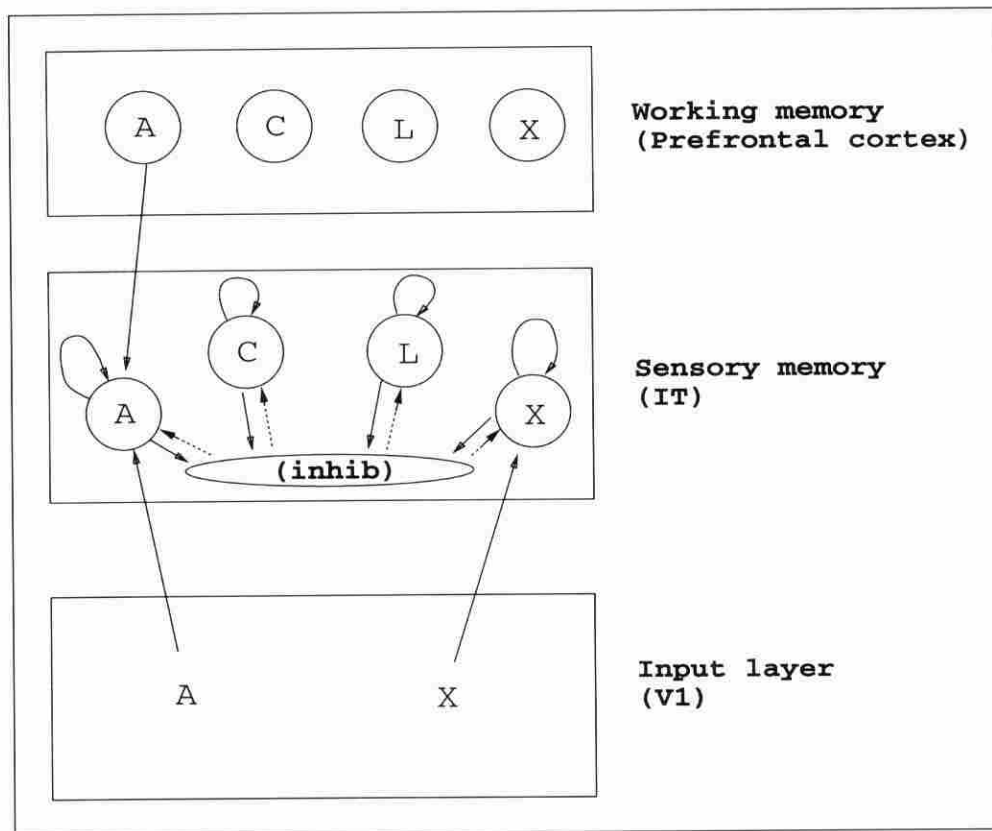 A C L X
Working memory
(Prefrontal cortex)
C L
A X
Sensory memory
(IT)
(inhib)
A X
Input layer
(V1)